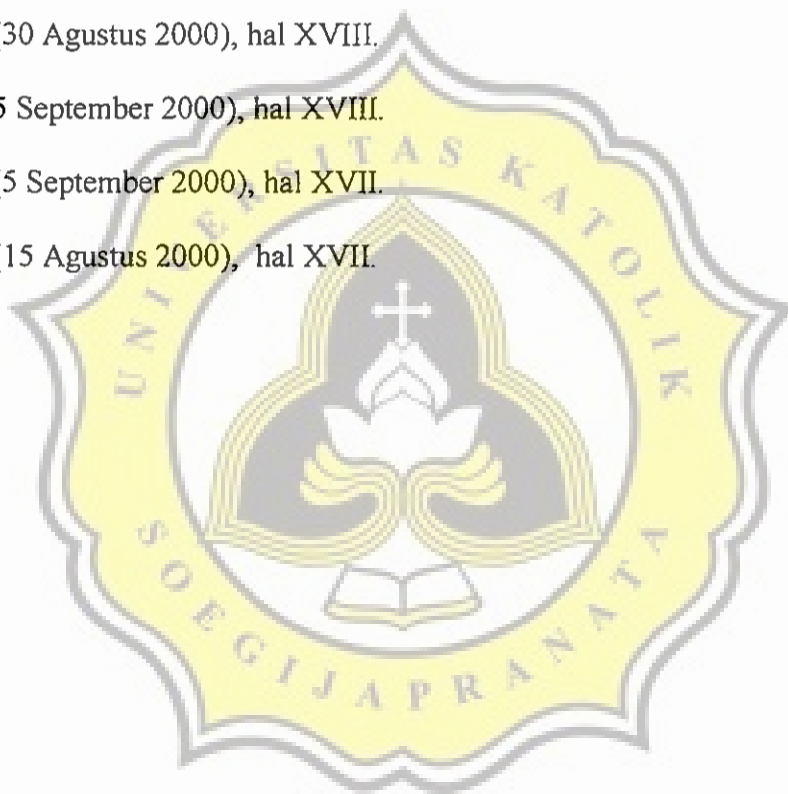 (30 Agustus 2000), hal XVIII.
5 September 2000), hal XVIII.
(5 September 2000), hal XVII.
(15 Agustus 2000), hal XVII.
UNIVERSITAS KATOLIK
SOEGIJAPRANATA